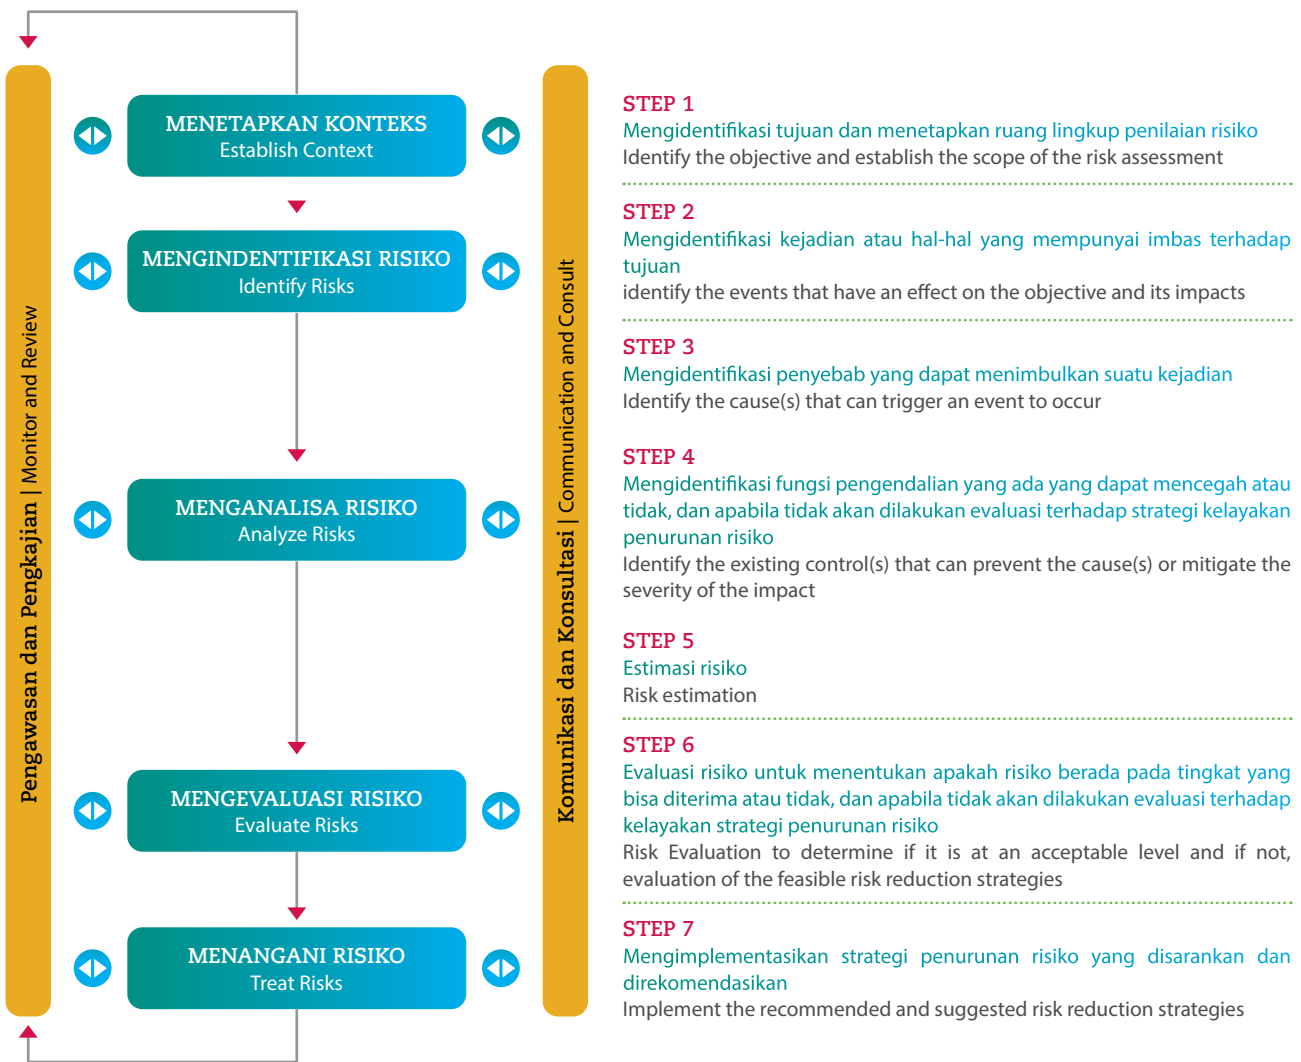 Pengawasan dan Pengkajian | Monitor and Review
MENETAPKAN KONTEKS
Establish Context
MENGINDENTIFIKASI RISIKO
Identify Risks
MENGANALISA RISIKO
Analyze Risks
MENGEVALUASI RISIKO
Evaluate Risks
MENANGANI RISIKO
Treat Risks
Komunikasi dan Konsultasi | Communication and Consult
STEP 1
Mengidentifikasi tujuan dan menetapkan ruang lingkup penilaian risiko
Identify the objective and establish the scope of the risk assessment
STEP 2
Mengidentifikasi kejadian atau hal-hal yang mempunyai imbas terhadap
tujuan
identify the events that have an effect on the objective and its impacts
STEP 3
Mengidentifikasi penyebab yang dapat menimbulkan suatu kejadian
Identify the cause(s) that can trigger an event to occur
STEP 4
Mengidentifikasi fungsi pengendalian yang ada yang dapat mencegah atau
tidak, dan apabila tidak akan dilakukan evaluasi terhadap strategi kelayakan
penurunan risiko
Identify the existing control(s) that can prevent the cause(s) or mitigate the
severity of the impact
STEP 5
Estimasi risiko
Risk estimation
STEP 6
Evaluasi risiko untuk menentukan apakah risiko berada pada tingkat yang
bisa diterima atau tidak, dan apabila tidak akan dilakukan evaluasi terhadap
kelayakan strategi penurunan risiko
Risk Evaluation to determine if it is at an acceptable level and if not,
evaluation of the feasible risk reduction strategies
STEP 7
Mengimplementasikan strategi penurunan risiko yang disarankan dan
direkomendasikan
Implement the recommended and suggested risk reduction strategies